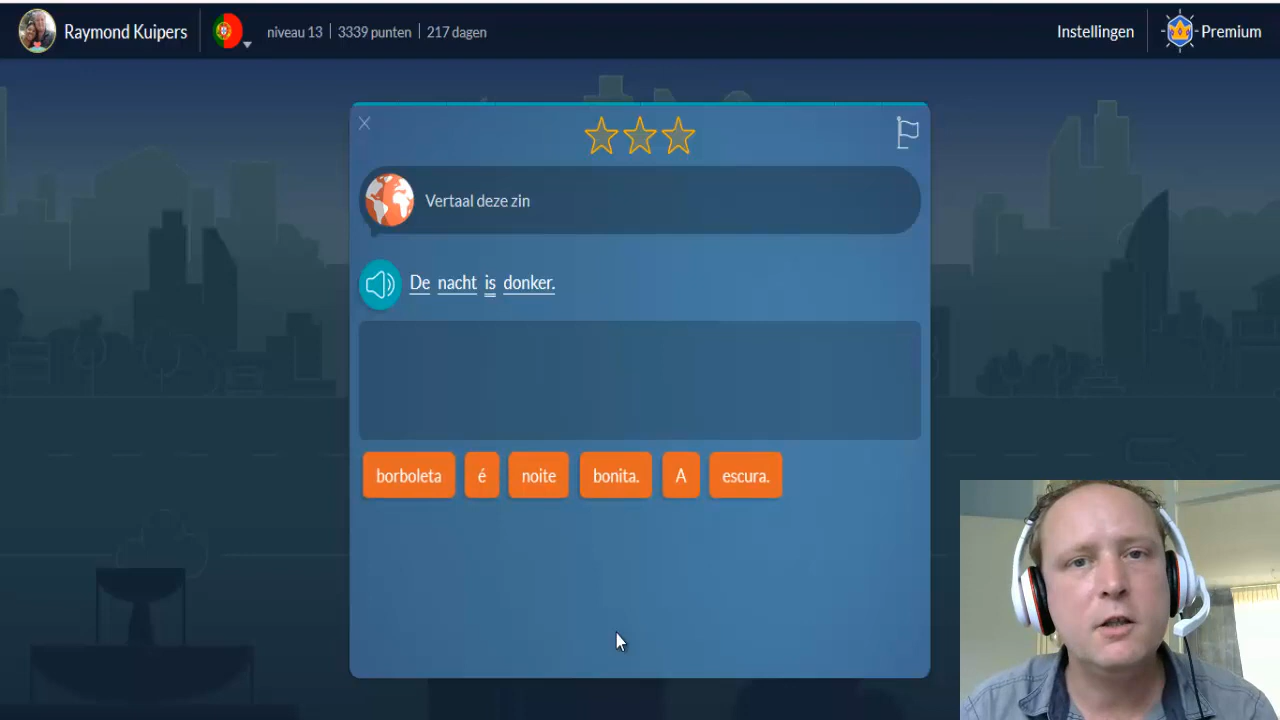 Raymond Kuipers niveau 13 3339 punten 217 dagen Instellingen Premium
Vertaal deze zin
De nacht is donker.
borboleta é noite bonita. A escura.